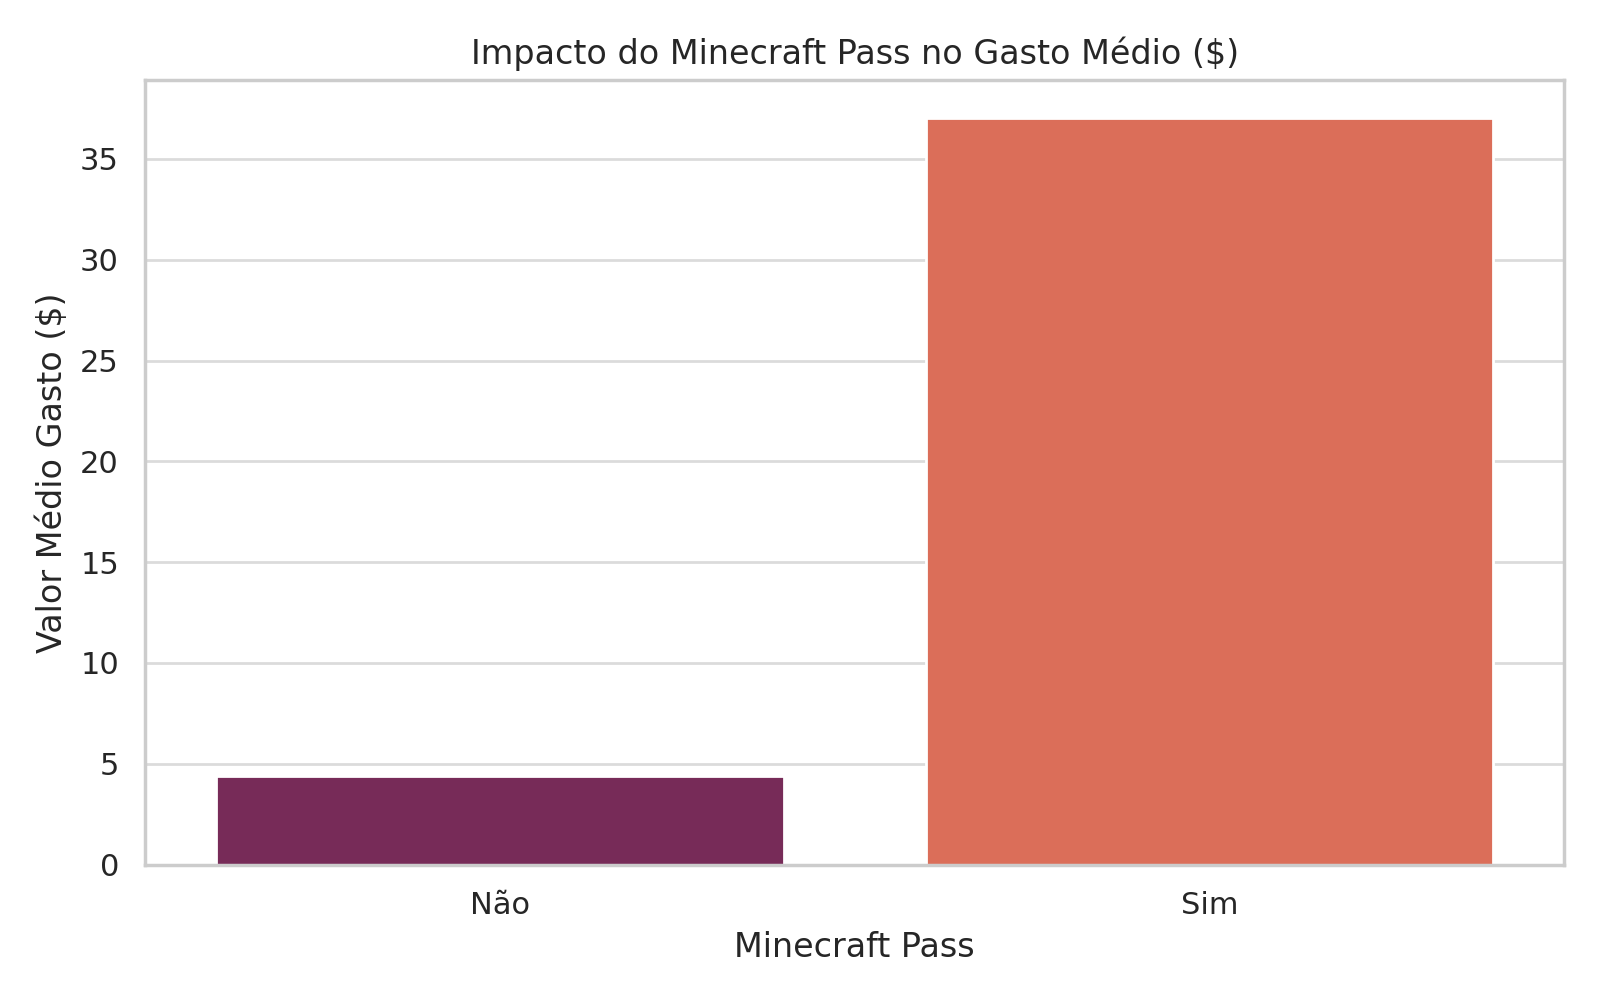 Impacto do Minecraft Pass no Gasto Médio ($)
Valor Médio Gasto ($)
35
30
25
20
15
10
5
0
Não
Sim
Minecraft Pass